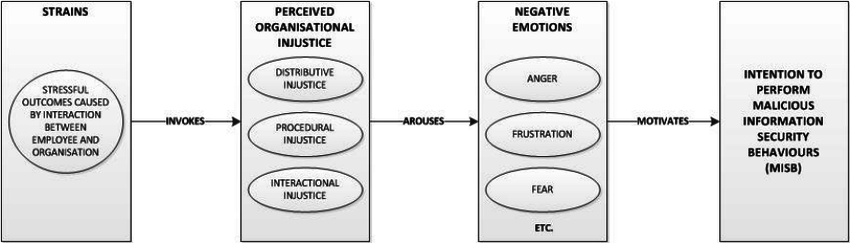 STRAINS
STRESSFUL
OUTCOMES CAUSED
BY INTERACTION
BETWEEN
EMPLOYEE AND
ORGANISATION
INVOKES
PERCEIVED
ORGANISATIONAL
INJUSTICE
DISTRIBUTIVE
INJUSTICE
PROCEDURAL
INJUSTICE
INTERACTIONAL
INJUSTICE
AROUSES
NEGATIVE
EMOTIONS
ANGER
FRUSTRATION
FEAR
ETC.
MOTIVATES
INTENTION TO
PERFORM
MALICIOUS
INFORMATION
SECURITY
BEHAVIOURS
(MISB)